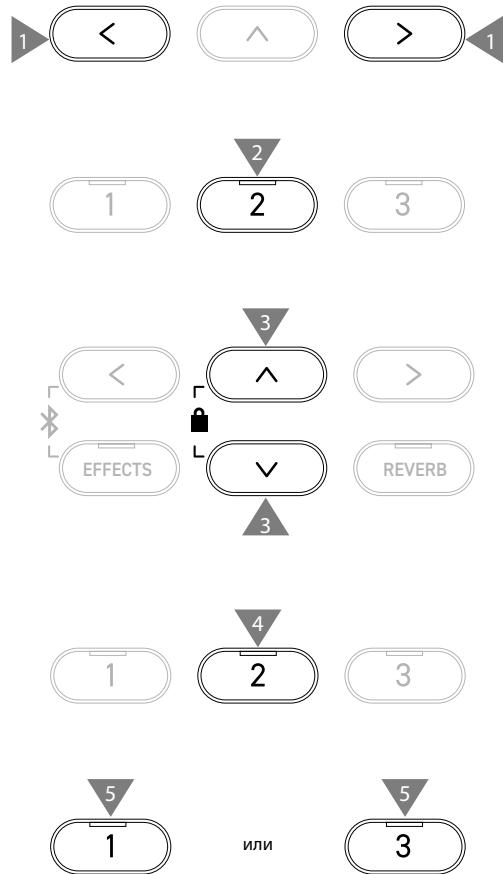 1 < ^ > 1
2
1 2 3
3
< ^ >
EFFECTS ∨ REVERB
3
4
1 2 3
5 5
1 или 3